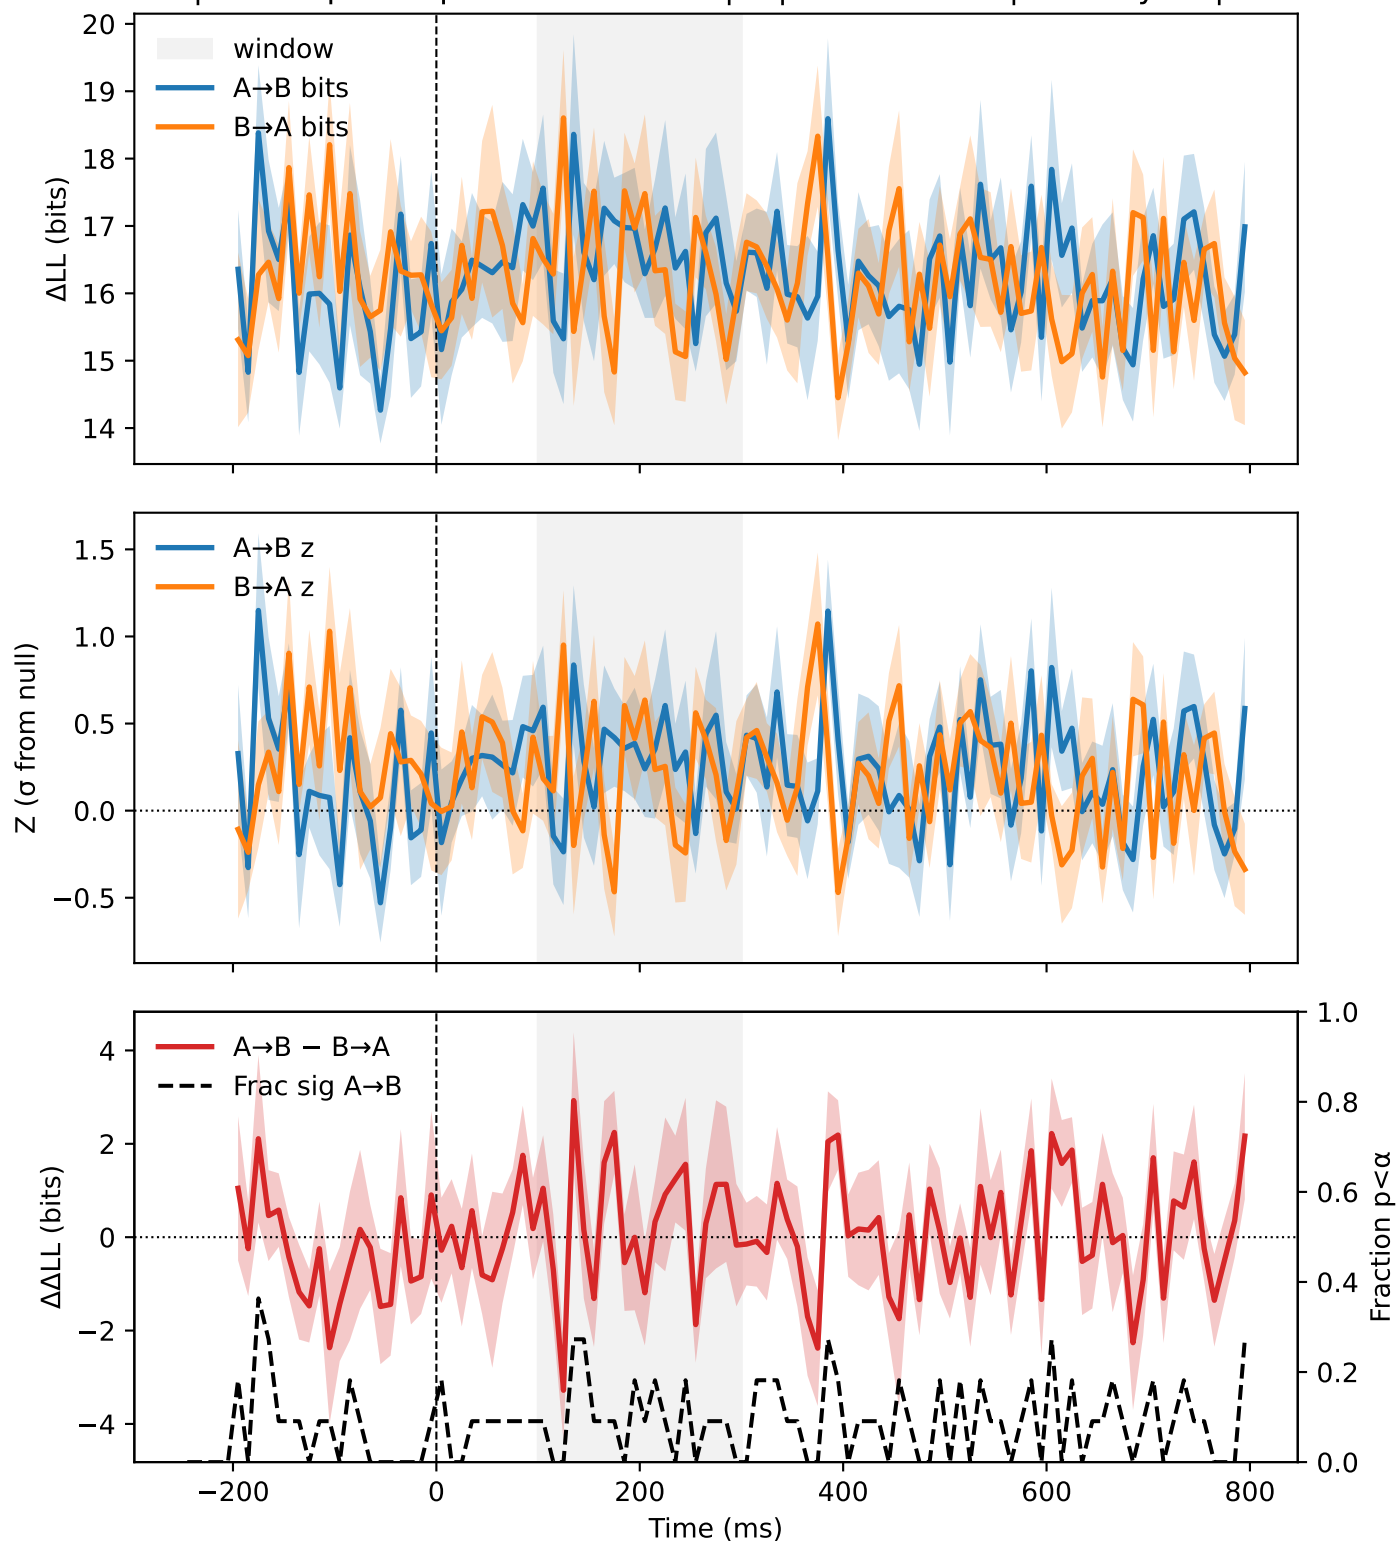 20
19
18
17
16
15
14
ΔLL (bits)
window
A→B bits
B→A bits
1.5
1.0
0.5
0.0
−0.5
Z (σ from null)
A→B z
B→A z
4
2
0
−2
−4
ΔΔLL (bits)
A→B − B→A
Frac sig A→B
1.0
0.8
0.6
0.4
0.2
0.0
Fraction p<α
−200 0 200 400 600 800
Time (ms)